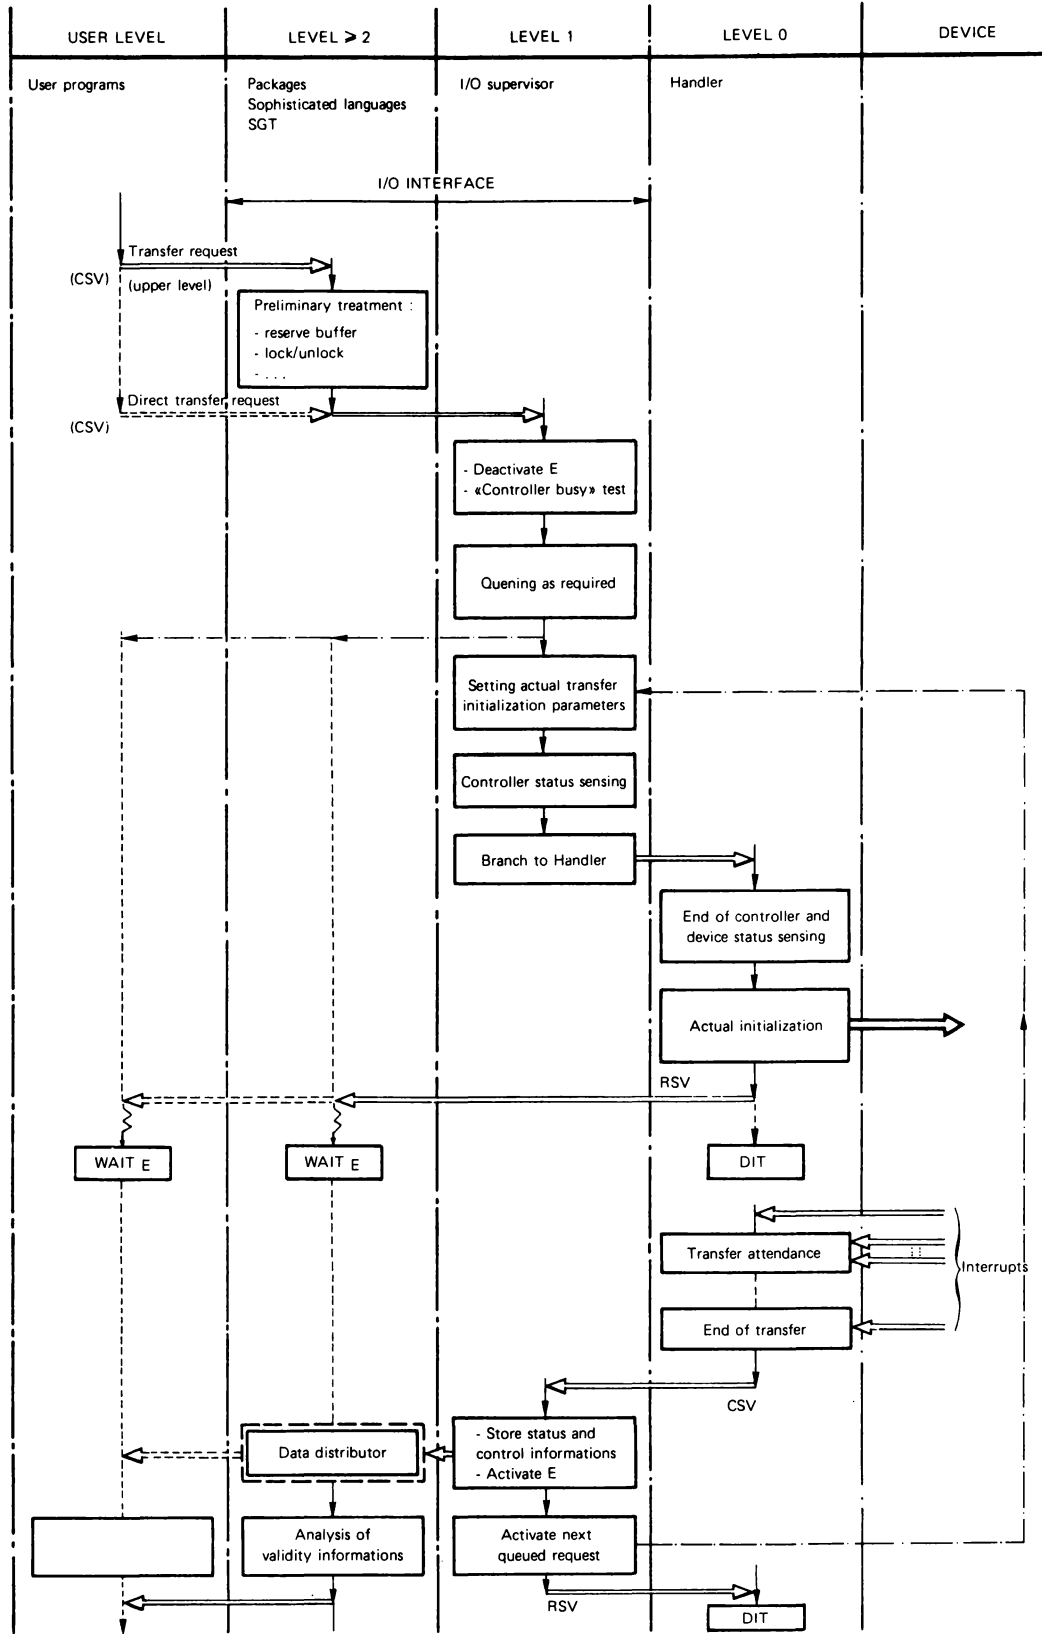 USER LEVEL
LEVEL ⩾ 2
LEVEL 1
LEVEL 0
DEVICE
User programs
Packages
Sophisticated languages
SGT
I/O supervisor
Handler
I/O INTERFACE
Transfer request
(CSV)
(upper level)
Preliminary treatment :
- reserve buffer
- lock/unlock
- . . .
Direct transfer request
(CSV)
- Deactivate E
- «Controller busy» test
Quening as required
Setting actual transfer
initialization parameters
Controller status sensing
Branch to Handler
End of controller and
device status sensing
Actual initialization
RSV
WAIT E
WAIT E
DIT
Transfer attendance
Interrupts
End of transfer
CSV
Data distributor
- Store status and
control informations
- Activate E
Analysis of
validity informations
Activate next
queued request
RSV
DIT